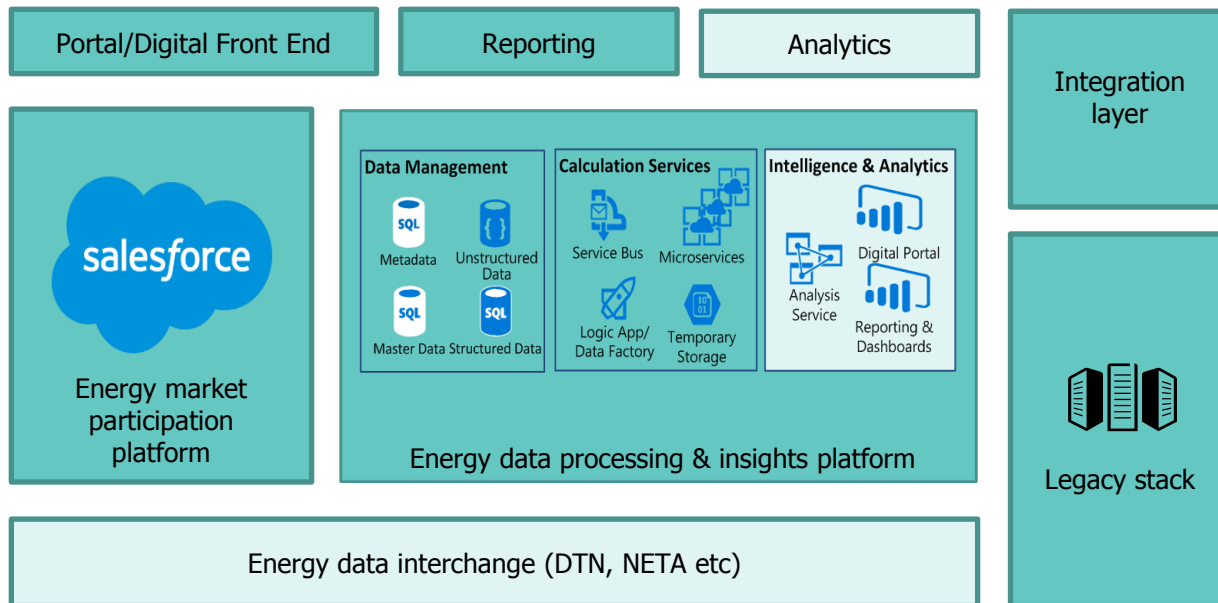 Portal/Digital Front End
Reporting
Analytics
Integration
layer
salesforce
Energy market
participation
platform
Data Management
SQL
Metadata
{ }
Unstructured
Data
SQL
Master Data
SQL
Structured Data
Calculation Services
Service Bus
Microservices
Logic App/
Data Factory
10
01
Temporary
Storage
Intelligence & Analytics
Digital Portal
Analysis
Service
Reporting &
Dashboards
Energy data processing & insights platform
Legacy stack
Energy data interchange (DTN, NETA etc)